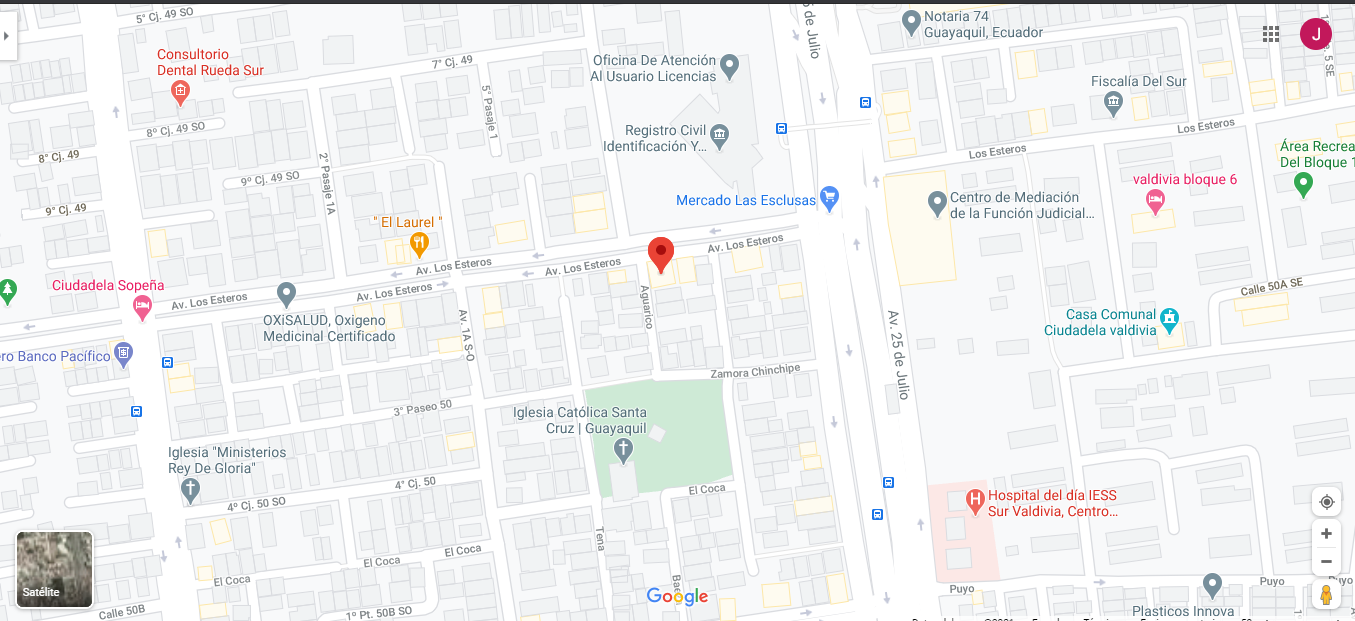 5° Cj. 49 SO
Consultorio
Dental Rueda Sur
7° Cj. 49
5° Pasaje 1
8° Cj. 49 SO
8° Cj. 49
2° Pasaje 1A
9° Cj. 49 SO
9° Cj. 49
" El Laurel "
Oficina De Atención
Al Usuario Licencias
Registro Civil
Identificación Y...
Mercado Las Esclusas
de Julio
Notaria 74
Guayaquil, Ecuador
J
Fiscalía Del Sur
Los Esteros
Los Esteros
5 SE
Área Recrea
Del Bloque 1
valdivia bloque 6
Centro de Mediación
de la Función Judicial...
Av. Los Esteros
Av. Los Esteros
Av. Los Esteros
Av. Los Esteros
Av. Los Esteros
Ciudadela Sopeña
OXiSALUD, Oxigeno
Medicinal Certificado
ro Banco Pacífico
Av. 1A S-O
Aguarico
Zamora Chinchipe
Av. 25 de Julio
Calle 50A SE
Casa Comunal
Ciudadela valdivia
3° Paseo 50
Iglesia Católica Santa
Cruz | Guayaquil
Iglesia "Ministerios
Rey De Gloria"
4° Cj. 50
4° Cj. 50 SO
El Coca
El Coca
El Coca
El Coca
Tena
Bae
Hospital del día IESS
Sur Valdivia, Centro...
Satélite
Calle 50B
1° Pt. 50B SO
Google
Puyo
Puyo
Puyo
Plasticos Innova